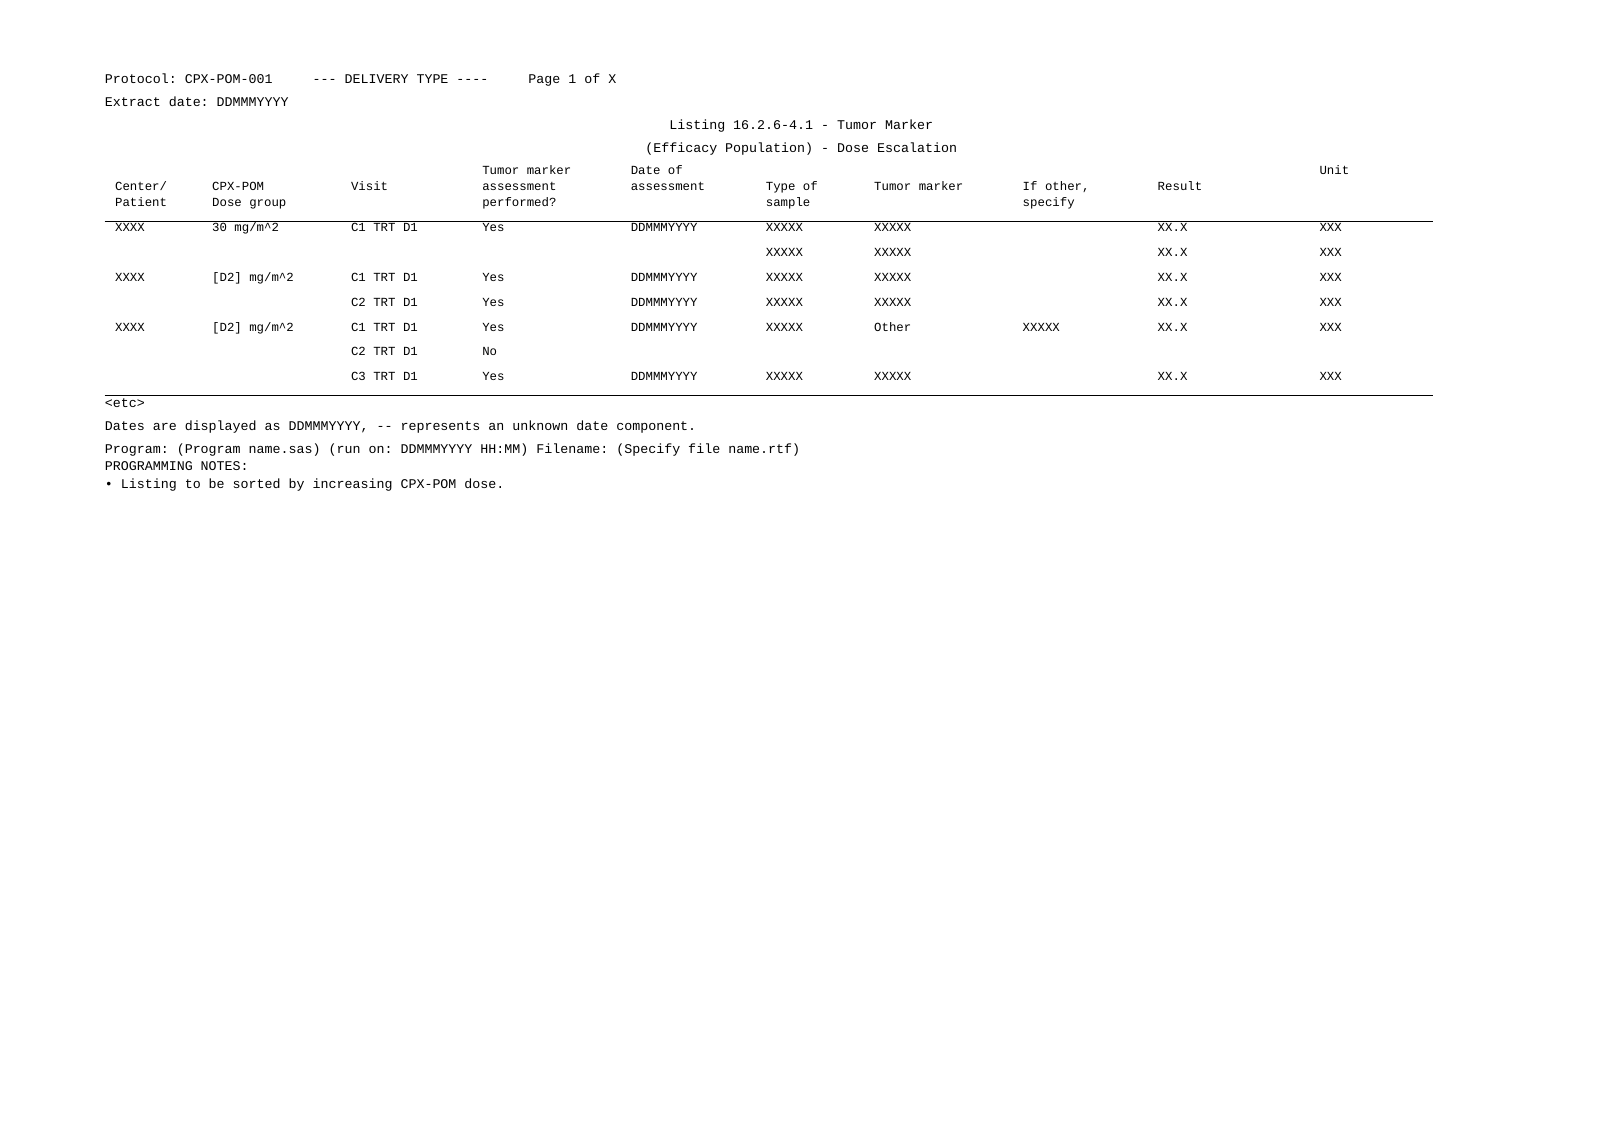 Protocol: CPX-POM-001 --- DELIVERY TYPE ---- Page 1 of X
Extract date: DDMMMYYYY
Listing 16.2.6-4.1 - Tumor Marker
(Efficacy Population) - Dose Escalation
Tumor marker Date of Unit
Center/ CPX-POM Visit assessment assessment Type of Tumor marker If other, Result
Patient Dose group performed? sample specify
XXXX 30 mg/m^2 C1 TRT D1 Yes DDMMMYYYY XXXXX XXXXX XX.X XXX
XXXXX XXXXX XX.X XXX
XXXX [D2] mg/m^2 C1 TRT D1 Yes DDMMMYYYY XXXXX XXXXX XX.X XXX
C2 TRT D1 Yes DDMMMYYYY XXXXX XXXXX XX.X XXX
XXXX [D2] mg/m^2 C1 TRT D1 Yes DDMMMYYYY XXXXX Other XXXXX XX.X XXX
C2 TRT D1 No
C3 TRT D1 Yes DDMMMYYYY XXXXX XXXXX XX.X XXX
<etc>
Dates are displayed as DDMMMYYYY, -- represents an unknown date component.
Program: (Program name.sas) (run on: DDMMMYYYY HH:MM) Filename: (Specify file name.rtf)
PROGRAMMING NOTES:
• Listing to be sorted by increasing CPX-POM dose.